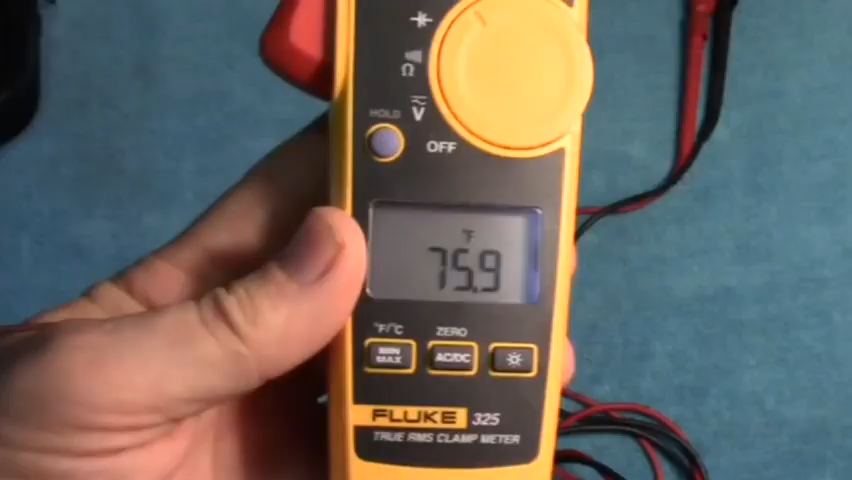 Ω
V
HOLD
OFF
°F
75.9
°F/°C
ZERO
MIN
MAX
AC/DC
FLUKE 325
TRUE RMS CLAMP METER